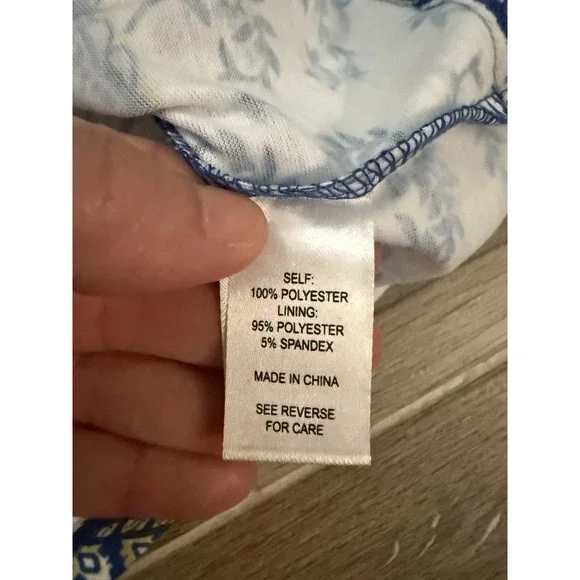 SELF:
100% POLYESTER
LINING:
95% POLYESTER
5% SPANDEX
MADE IN CHINA
SEE REVERSE
FOR CARE